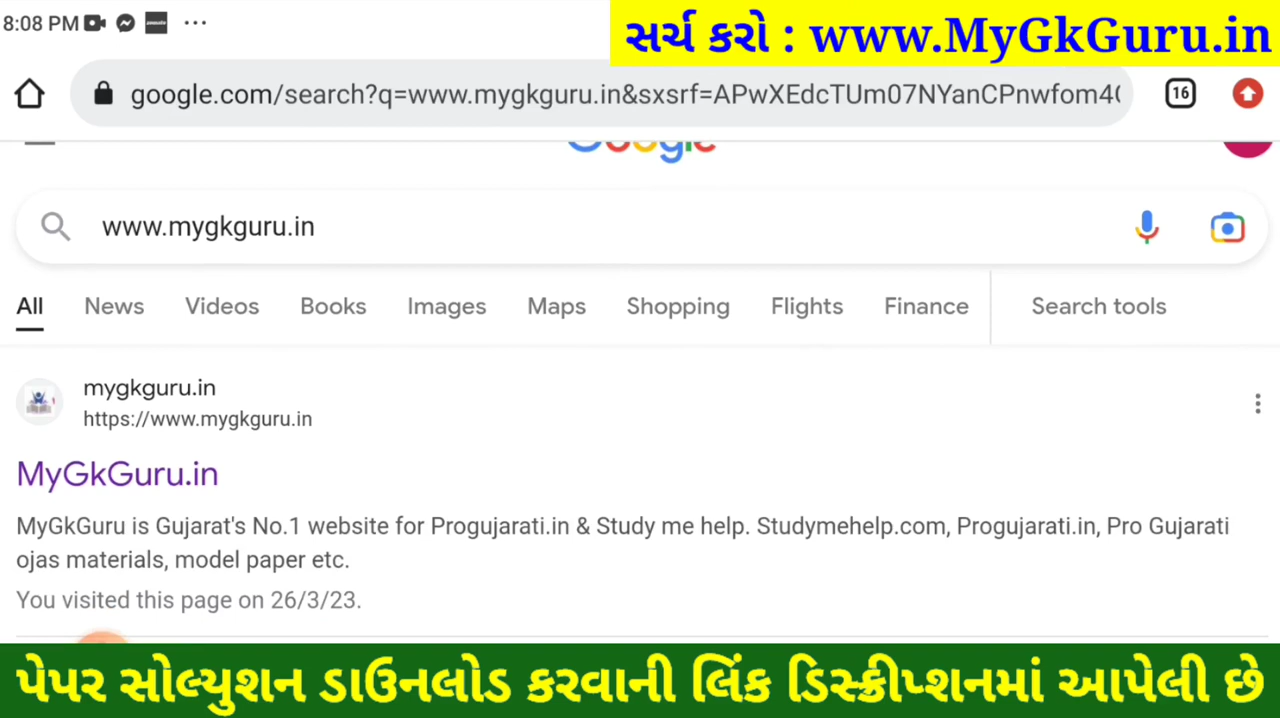 8:08 PM
સર્ચ કરો : www.MyGkGuru.in
google.com/search?q=www.mygkguru.in&sxsrf=APwXEdcTUm07NYanCPnwfom4
16
Google
www.mygkguru.in
All News Videos Books Images Maps Shopping Flights Finance Search tools
mygkguru.in
https://www.mygkguru.in
MyGkGuru.in
MyGkGuru is Gujarat's No.1 website for Progujarati.in & Study me help. Studymehelp.com, Progujarati.in, Pro Gujarati
ojas materials, model paper etc.
You visited this page on 26/3/23.
પેપર સોલ્યુશન ડાઉનલોડ કરવાની લિંક ડિસ્ક્રીપ્શનમાં આપેલી છે